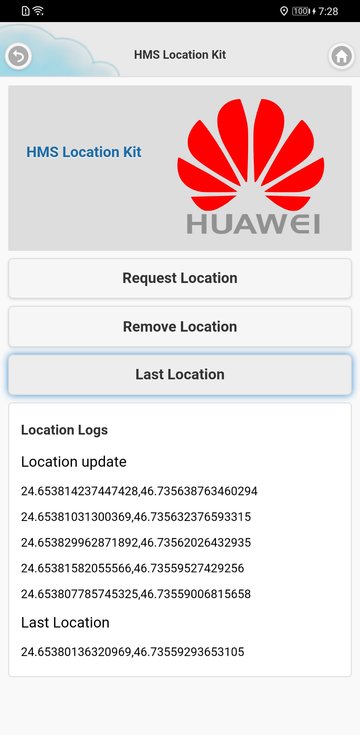 100 7:28
HMS Location Kit
HMS Location Kit
HUAWEI
Request Location
Remove Location
Last Location
Location Logs
Location update
24.653814237447428,46.735638763460294
24.65381031300369,46.735632376593315
24.653829962871892,46.73562026432935
24.65381582055566,46.73559527429256
24.653807785745325,46.73559006815658
Last Location
24.65380136320969,46.73559293653105